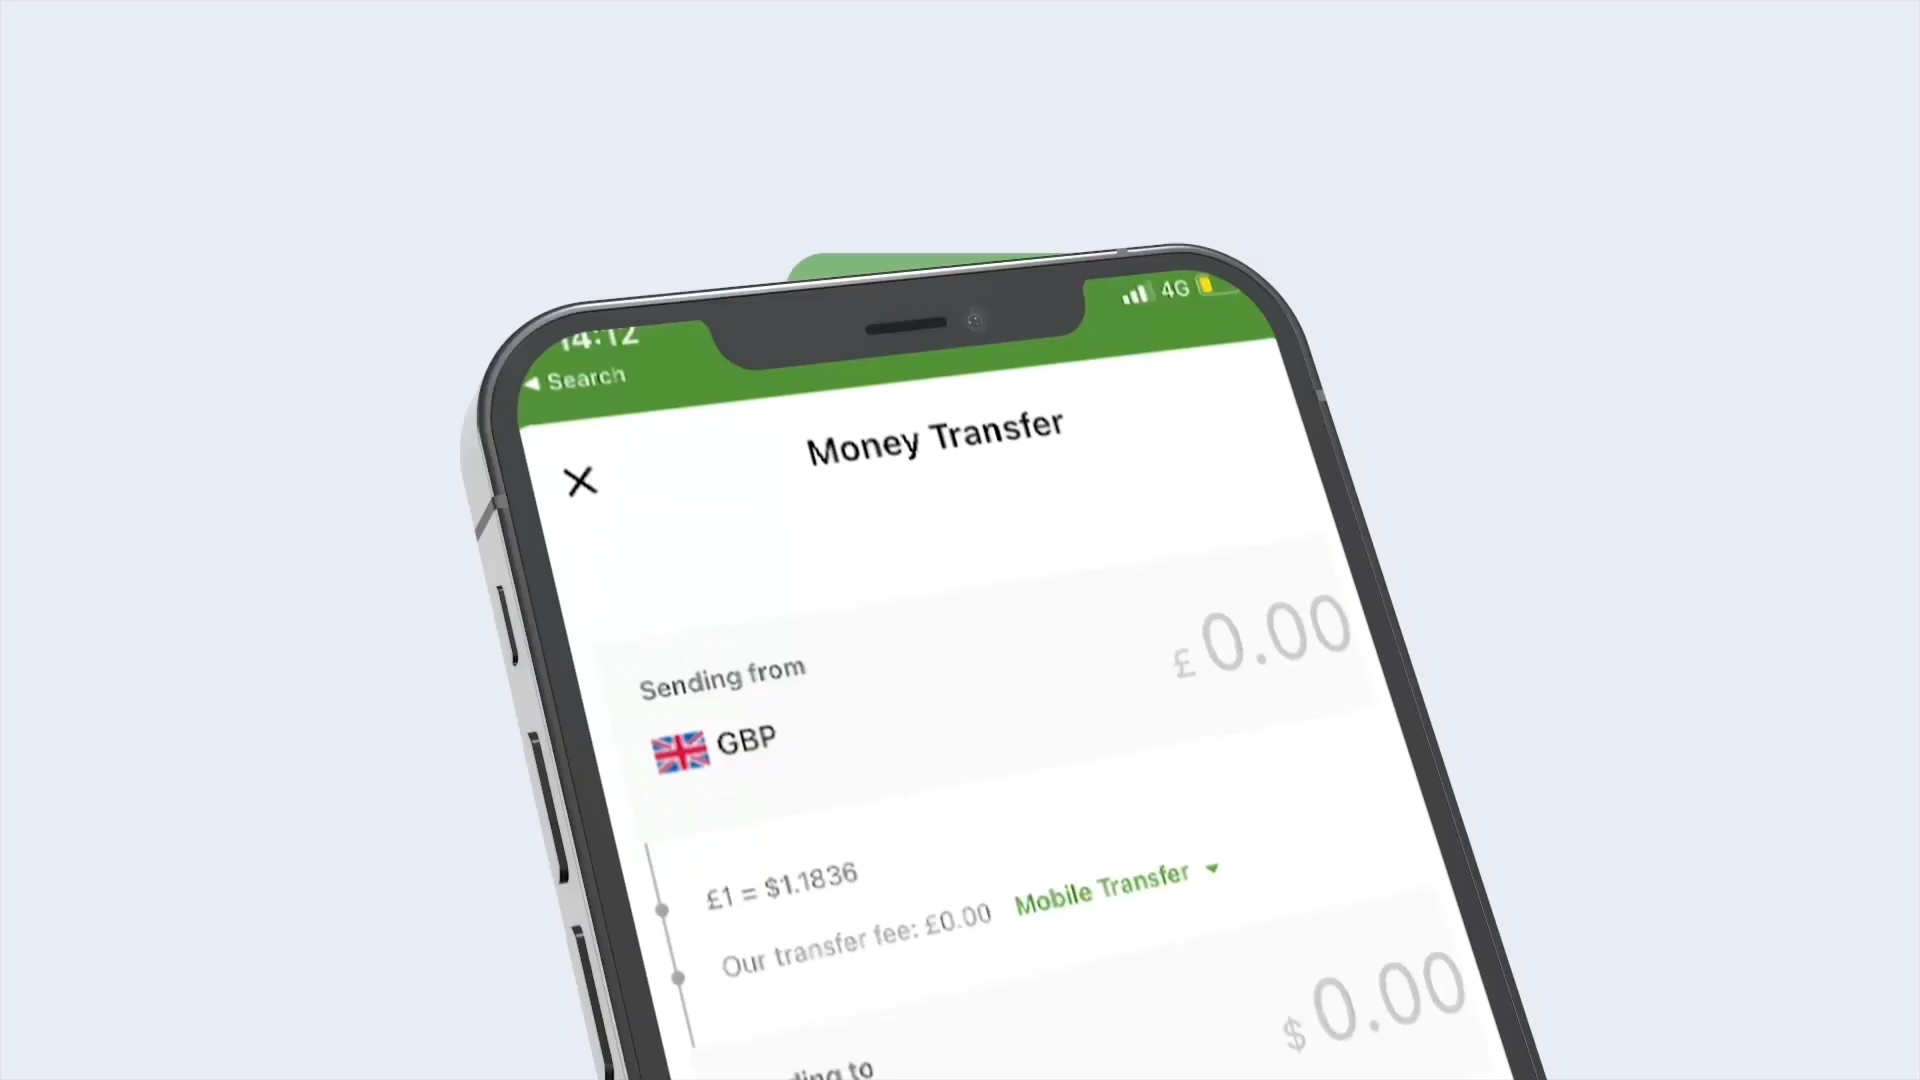 14:12
4G
◀ Search
Money Transfer
Sending from
£0.00
GBP
£1 = $1.1836
Our transfer fee: £0.00 Mobile Transfer
$0.00
to